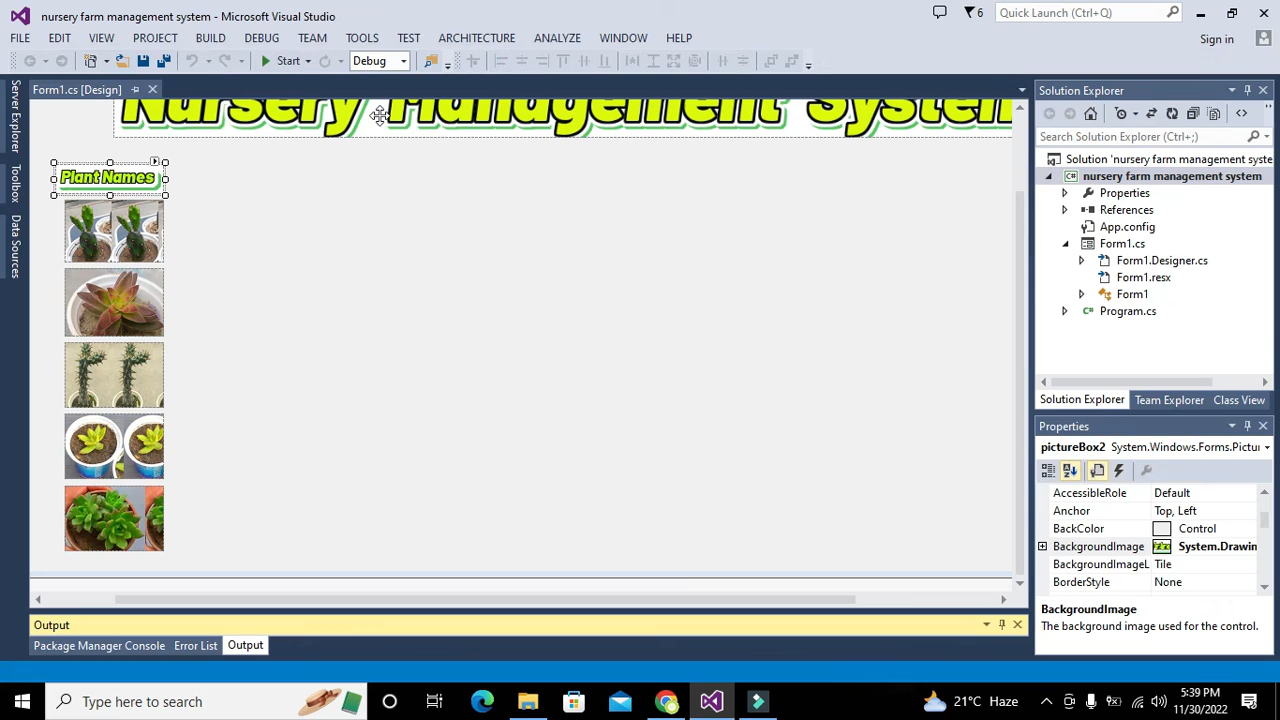 nursery farm management system - Microsoft Visual Studio
6
Quick Launch (Ctrl+Q)
FILE EDIT VIEW PROJECT BUILD DEBUG TEAM TOOLS TEST ARCHITECTURE ANALYZE WINDOW HELP
Sign in
Start Debug
Server Explorer
Toolbox
Data Sources
Form1.cs [Design]
Nursery Management System
Plant Names
Solution Explorer
Search Solution Explorer (Ctrl+;)
Solution 'nursery farm management syste
nursery farm management system
Properties
References
App.config
Form1.cs
Form1.Designer.cs
Form1.resx
Form1
Program.cs
Solution Explorer Team Explorer Class View
Properties
pictureBox2 System.Windows.Forms.Pictu
AccessibleRole Default
Anchor Top, Left
BackColor Control
BackgroundImage System.Drawin
BackgroundImageL Tile
BorderStyle None
BackgroundImage
The background image used for the control.
Output
Package Manager Console Error List Output
Type here to search
21°C Haze
5:39 PM
11/30/2022